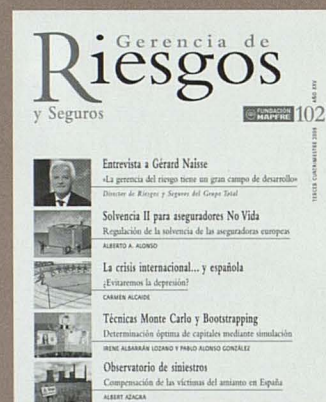 Gerencia de
Riesgos
y Seguros
FUNDACIÓN
MAPFRE
102
TERCER CUATRIMESTRE 2008
AÑO XXV
Entrevista a Gérard Naisse
«La gerencia del riesgo tiene un gran campo de desarrollo»
Director de Riesgos y Seguros del Grupo Total
Solvencia II para aseguradores No Vida
Regulación de la solvencia de las aseguradoras europeas
ALBERTO A. ALONSO
La crisis internacional... y española
¿Evitaremos la depresión?
CARMEN ALCAIDE
Técnicas Monte Carlo y Bootstrapping
Determinación óptima de capitales mediante simulación
IRENE ALBARRÁN LOZANO Y PABLO ALONSO GONZÁLEZ
Observatorio de siniestros
Compensación de las víctimas del amianto en España
ALBERT AZAGRA